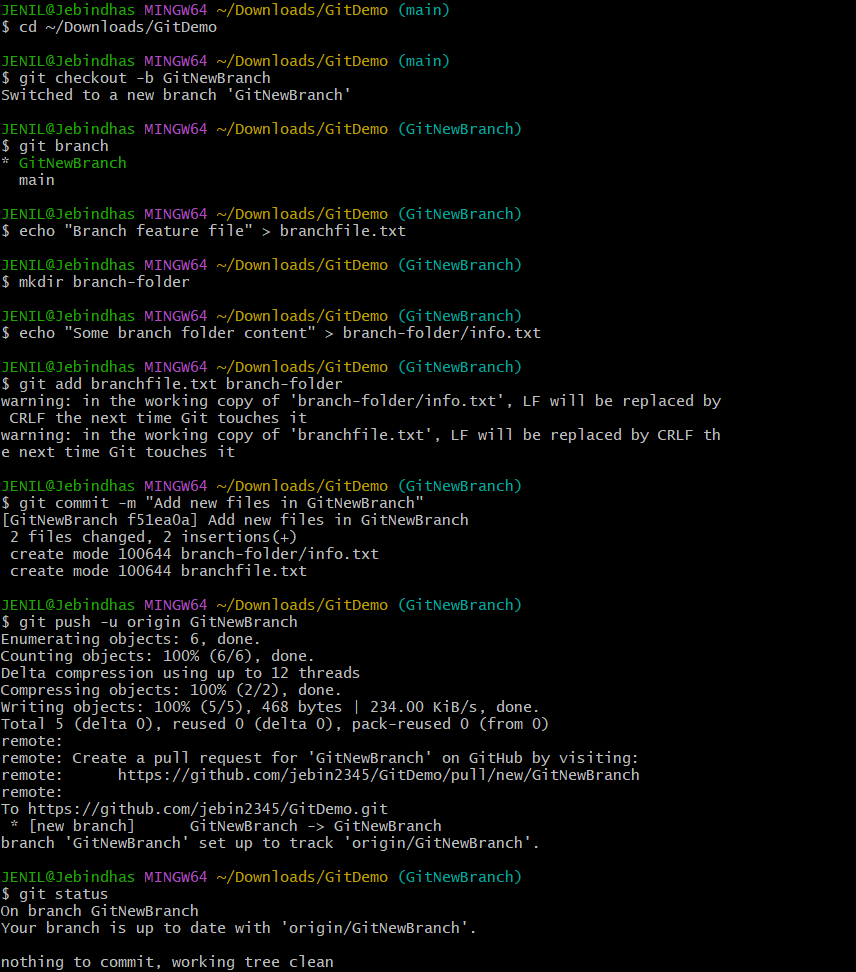 JENIL@Jebindhas MINGW64 ~/Downloads/GitDemo (main)
$ cd ~/Downloads/GitDemo
JENIL@Jebindhas MINGW64 ~/Downloads/GitDemo (main)
$ git checkout -b GitNewBranch
Switched to a new branch 'GitNewBranch'
JENIL@Jebindhas MINGW64 ~/Downloads/GitDemo (GitNewBranch)
$ git branch
* GitNewBranch
  main
JENIL@Jebindhas MINGW64 ~/Downloads/GitDemo (GitNewBranch)
$ echo "Branch feature file" > branchfile.txt
JENIL@Jebindhas MINGW64 ~/Downloads/GitDemo (GitNewBranch)
$ mkdir branch-folder
JENIL@Jebindhas MINGW64 ~/Downloads/GitDemo (GitNewBranch)
$ echo "Some branch folder content" > branch-folder/info.txt
JENIL@Jebindhas MINGW64 ~/Downloads/GitDemo (GitNewBranch)
$ git add branchfile.txt branch-folder
warning: in the working copy of 'branch-folder/info.txt', LF will be replaced by
 CRLF the next time Git touches it
warning: in the working copy of 'branchfile.txt', LF will be replaced by CRLF th
e next time Git touches it
JENIL@Jebindhas MINGW64 ~/Downloads/GitDemo (GitNewBranch)
$ git commit -m "Add new files in GitNewBranch"
[GitNewBranch f51ea0a] Add new files in GitNewBranch
 2 files changed, 2 insertions(+)
 create mode 100644 branch-folder/info.txt
 create mode 100644 branchfile.txt
JENIL@Jebindhas MINGW64 ~/Downloads/GitDemo (GitNewBranch)
$ git push -u origin GitNewBranch
Enumerating objects: 6, done.
Counting objects: 100% (6/6), done.
Delta compression using up to 12 threads
Compressing objects: 100% (2/2), done.
Writing objects: 100% (5/5), 468 bytes | 234.00 KiB/s, done.
Total 5 (delta 0), reused 0 (delta 0), pack-reused 0 (from 0)
remote:
remote: Create a pull request for 'GitNewBranch' on GitHub by visiting:
remote:      https://github.com/jebin2345/GitDemo/pull/new/GitNewBranch
remote:
To https://github.com/jebin2345/GitDemo.git
 * [new branch]      GitNewBranch -> GitNewBranch
branch 'GitNewBranch' set up to track 'origin/GitNewBranch'.
JENIL@Jebindhas MINGW64 ~/Downloads/GitDemo (GitNewBranch)
$ git status
On branch GitNewBranch
Your branch is up to date with 'origin/GitNewBranch'.
nothing to commit, working tree clean